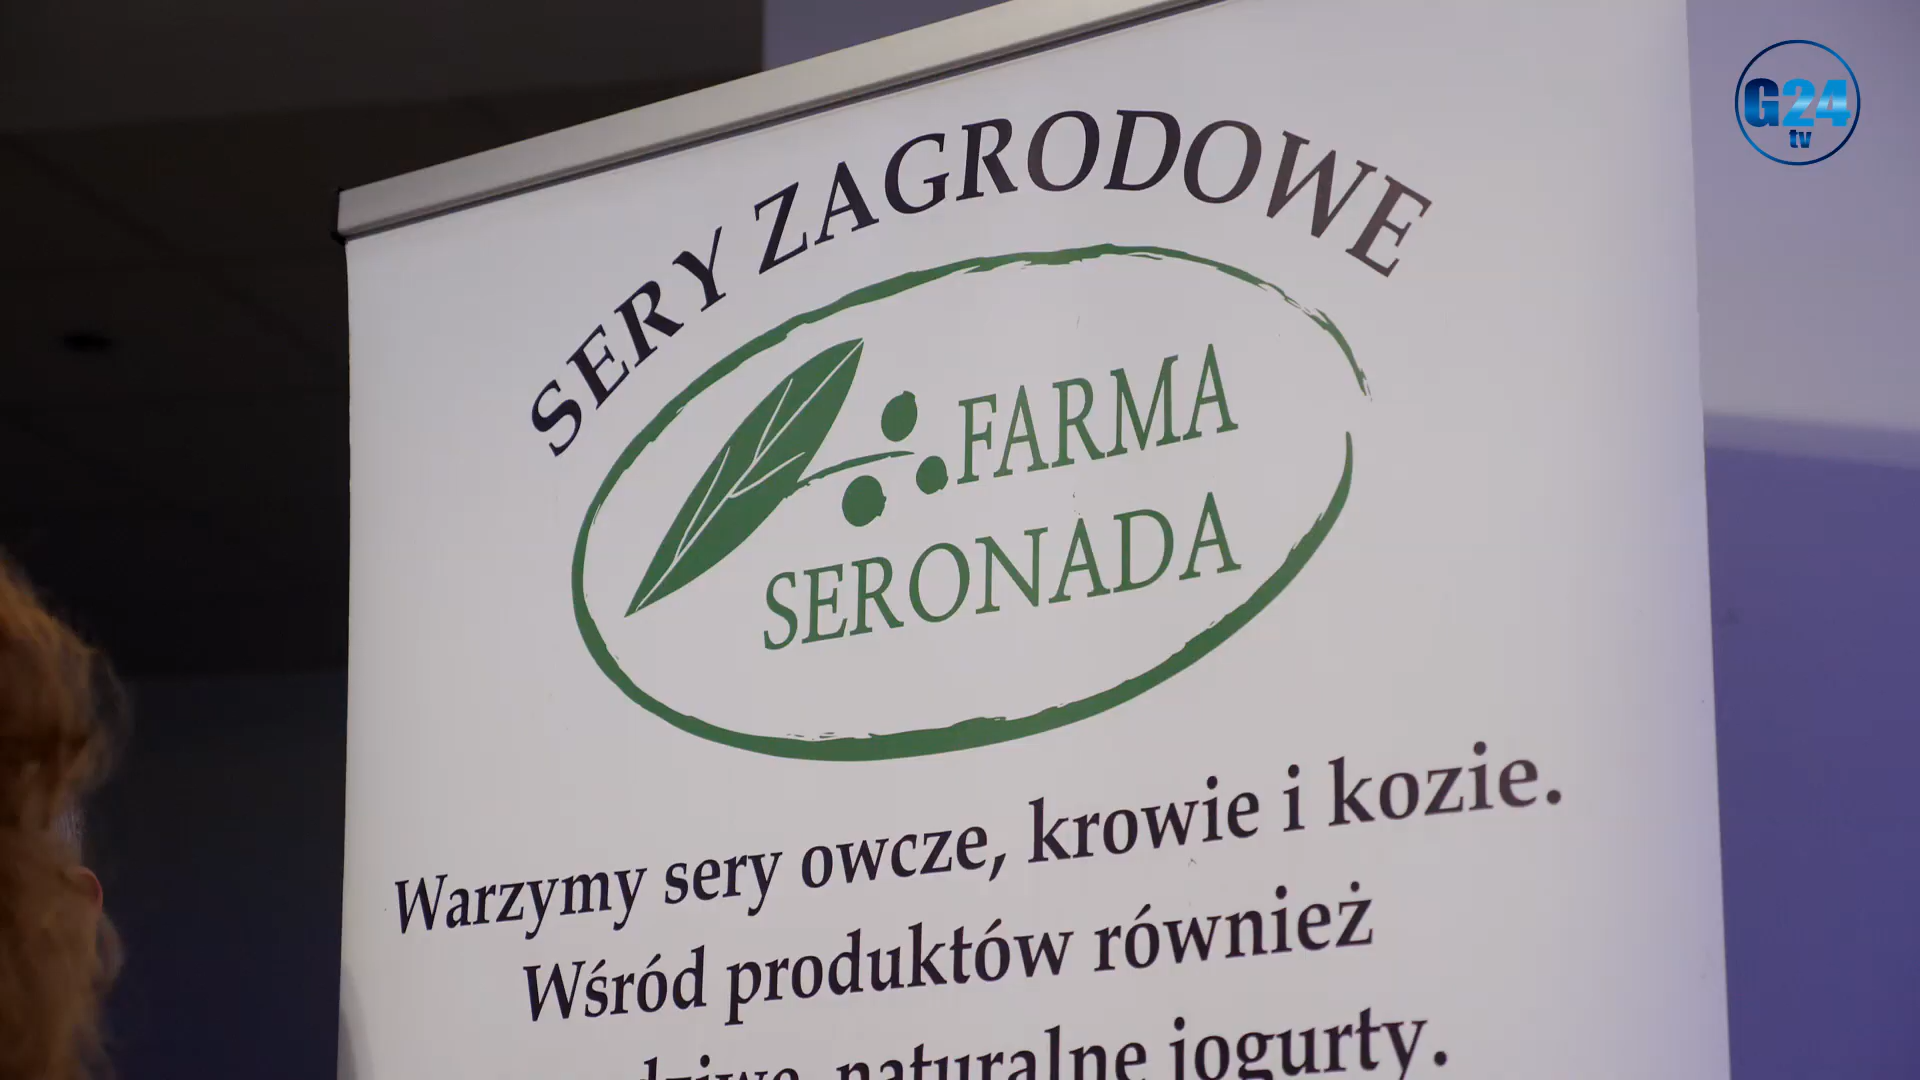 G24
tv
SERY ZAGRODOWE
FARMA
SERONADA
Warzymy sery owcze, krowie i kozie.
Wśród produktów również
naturalne jogurty.